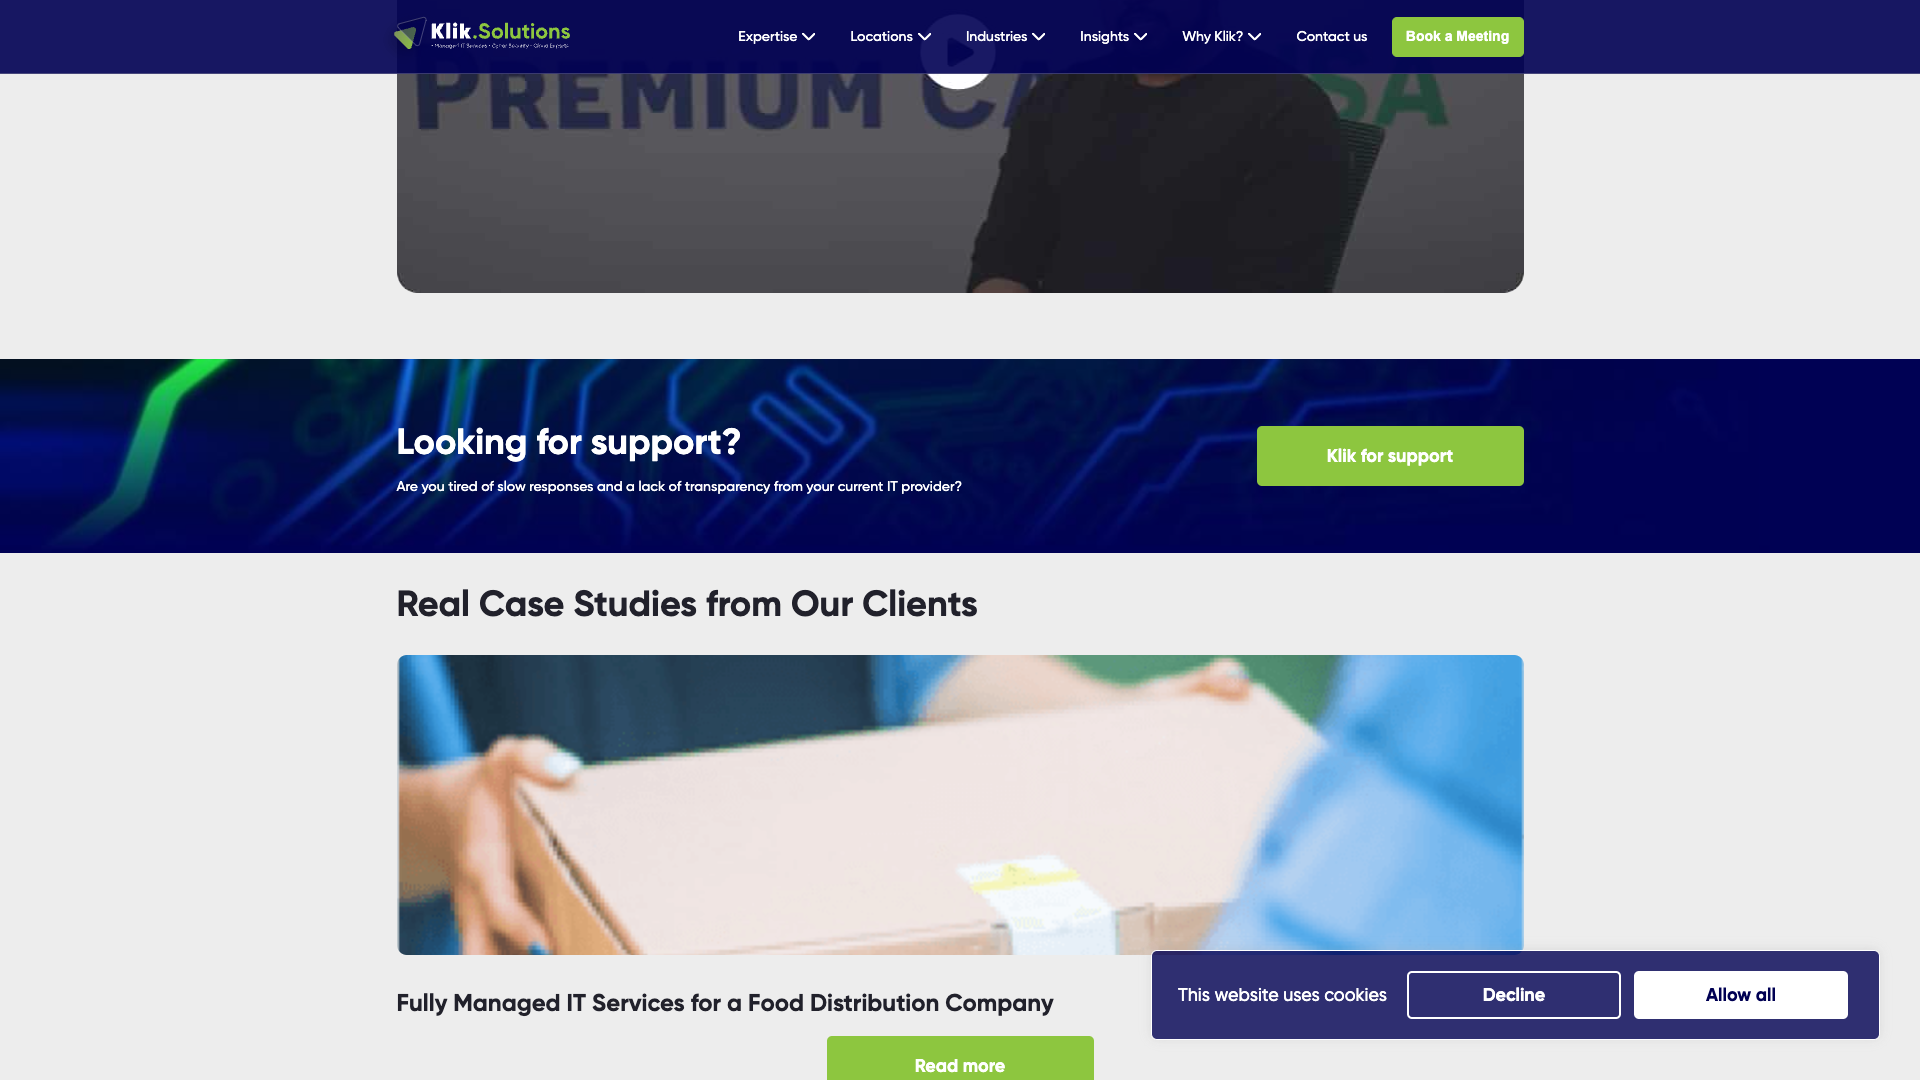 Klik.Solutions
• Managed IT Services • Cyber Security • Cloud Experts
Expertise
Locations
Industries
Insights
Why Klik?
Contact us
Book a Meeting
PREMIUM CA
SA
Looking for support?
Are you tired of slow responses and a lack of transparency from your current IT provider?
Klik for support
Real Case Studies from Our Clients
Fully Managed IT Services for a Food Distribution Company
This website uses cookies
Decline
Allow all
Read more